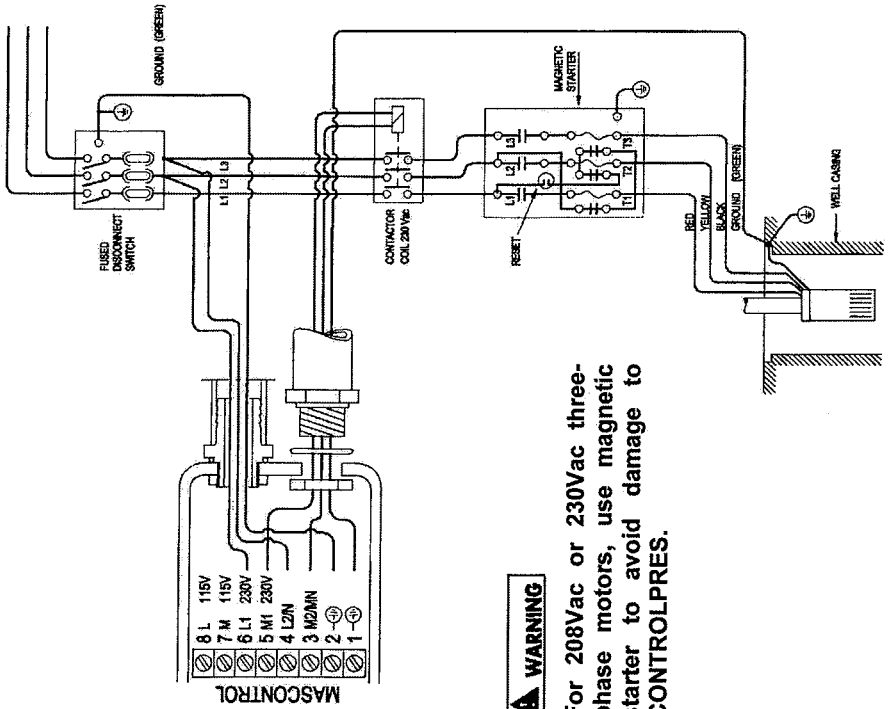 GROUND (GREEN)
FUSED
DISCONNECT
SWITCH
L1 L2 L3
CONTACTOR
COIL 230 Vac
MAGNETIC
STARTER
RESET
L1
L2
L3
T1
T2
T3
RED
YELLOW
BLACK
GROUND (GREEN)
WELL CASING
MASCONTROL
8 L 115V
7 M 115V
6 L1 230V
5 M1 230V
4 L2/N
3 M2/MN
2
1
WARNING
For 208Vac or 230Vac three-
phase motors, use magnetic
starter to avoid damage to
CONTROLPRES.